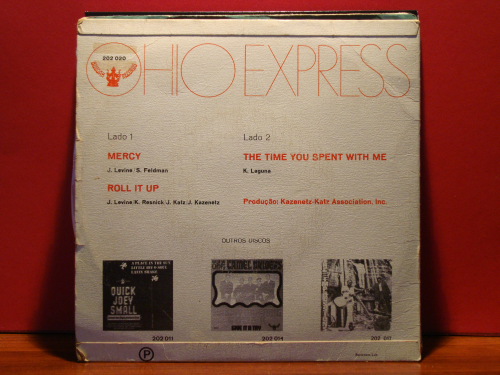 202 020
OHIO EXPRESS
Lado 1
MERCY
J. Levine/S. Feldman
ROLL IT UP
J. Levine/K. Resnick/J. Katz/J. Kazenetz
Lado 2
THE TIME YOU SPENT WITH ME
K. Laguna
Produção: Kazenetz-Katz Association, Inc.
OUTROS DISCOS
QUICK
JOEY
SMALL
202 011
202 014
202 017
P